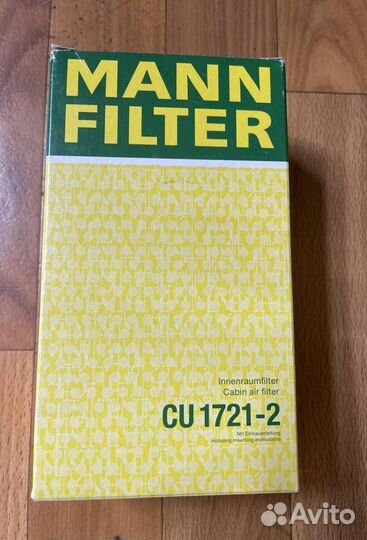 MANN
FILTER
Innenraumfilter
Cabin air filter
CU 1721-2
Mit Einbauanleitung
Including mounting instructions
Avito